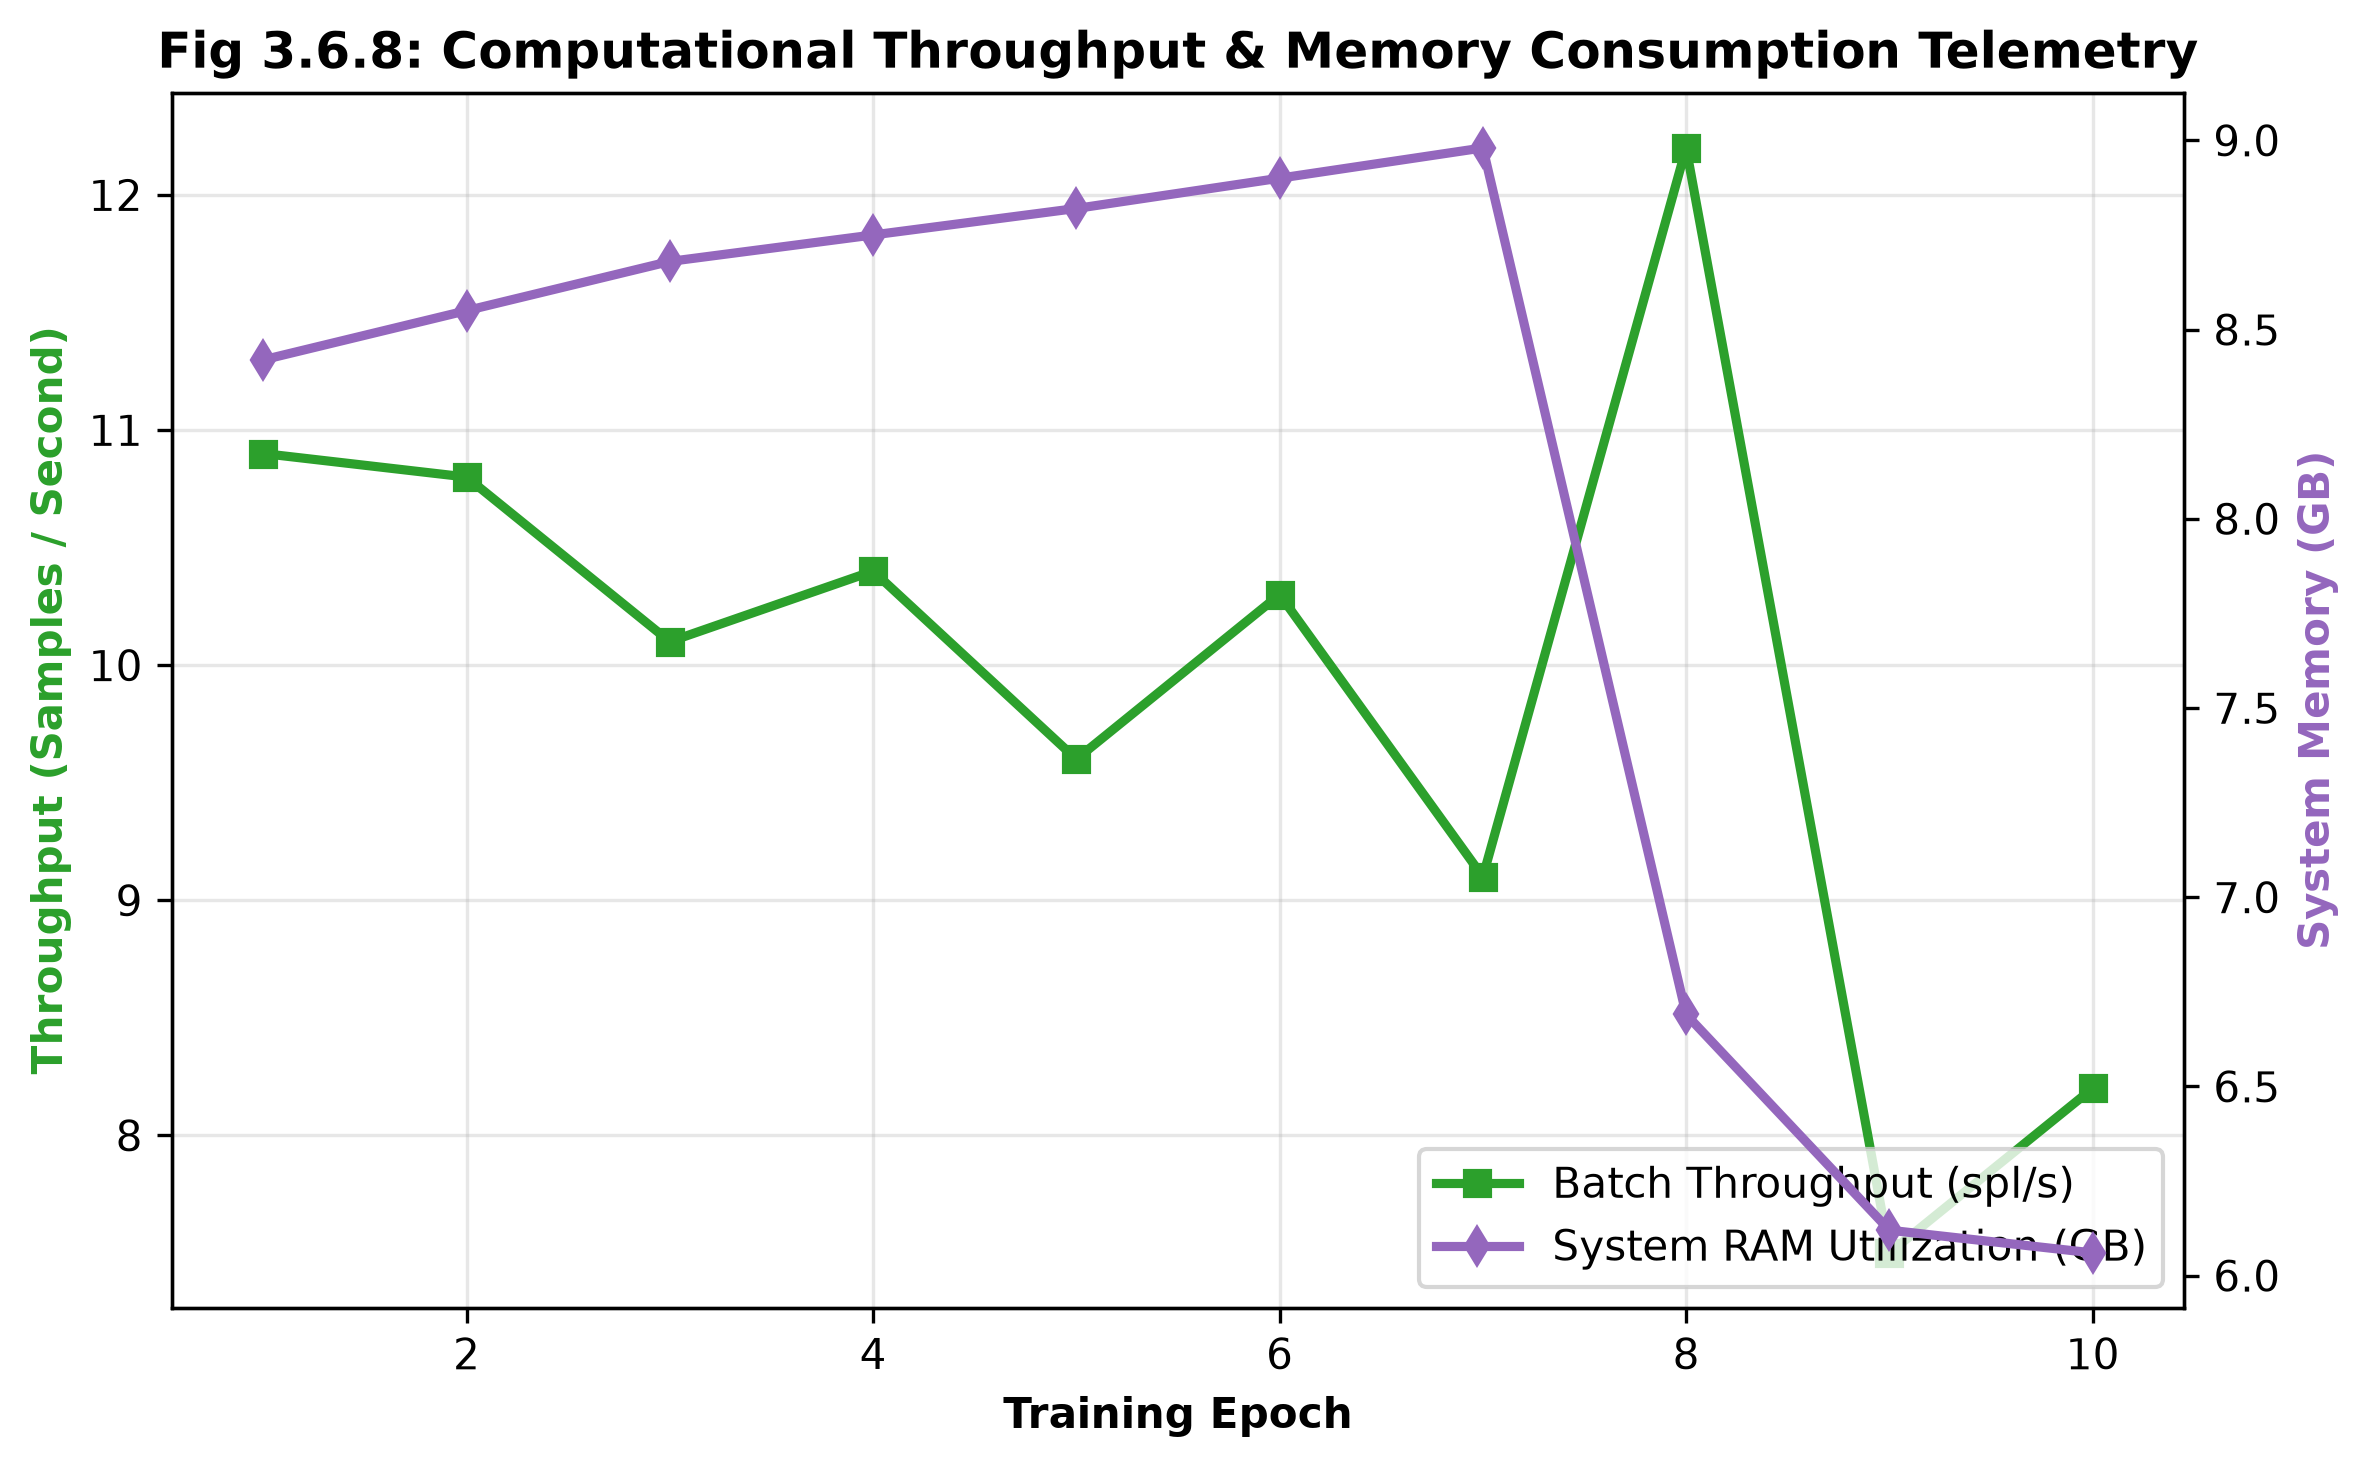 Fig 3.6.8: Computational Throughput & Memory Consumption Telemetry
Throughput (Samples / Second)
12
11
10
9
8
9.0
8.5
8.0
7.5
7.0
6.5
6.0
System Memory (GB)
Batch Throughput (spl/s)
System RAM Utilization (GB)
2 4 6 8 10
Training Epoch